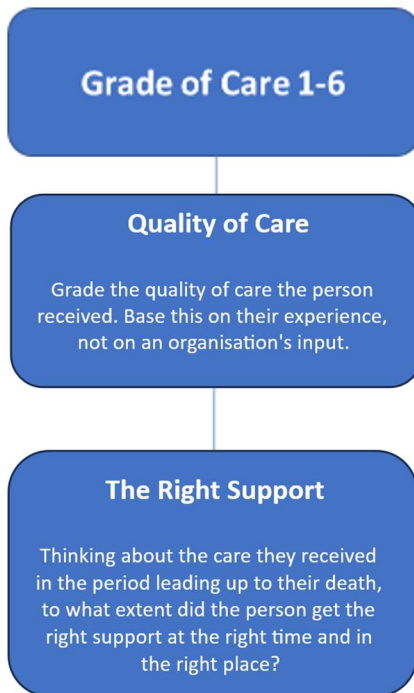 Grade of Care 1-6
Quality of Care
Grade the quality of care the person
received. Base this on their experience,
not on an organisation's input.
The Right Support
Thinking about the care they received
in the period leading up to their death,
to what extent did the person get the
right support at the right time and in
the right place?